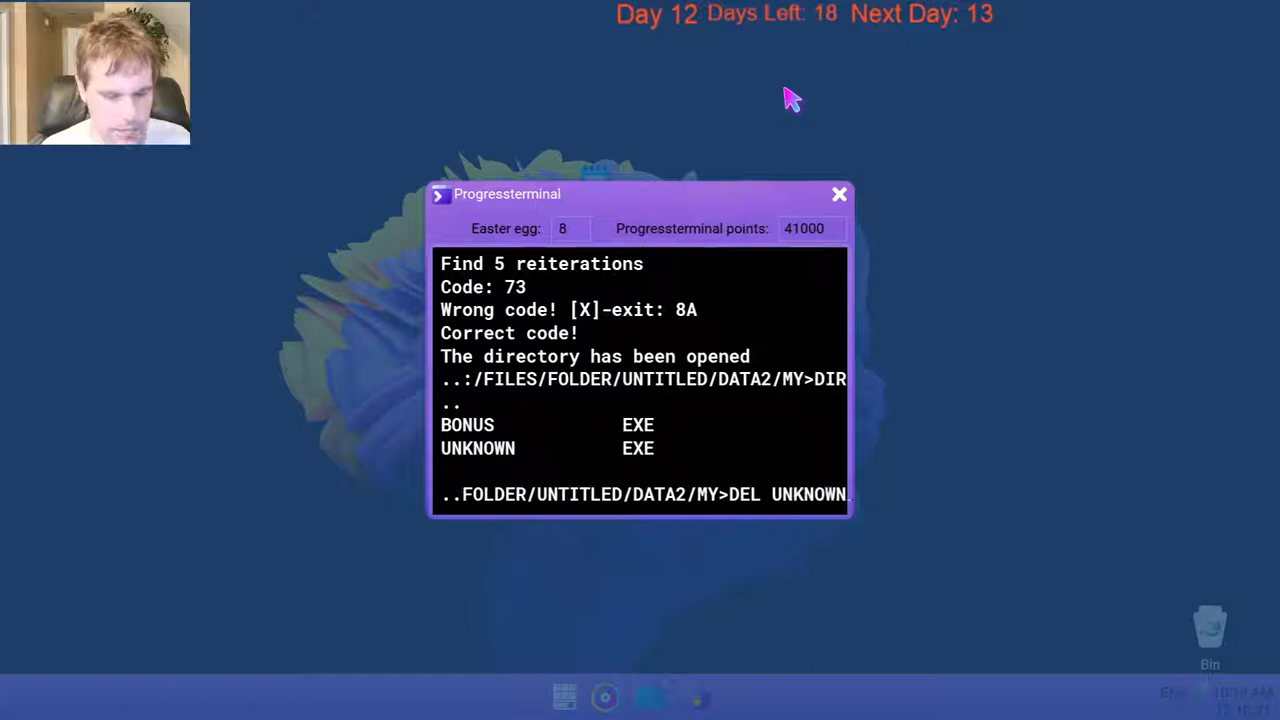 Day 12 Days Left: 18 Next Day: 13
Progressterminal
Easter egg: 8 Progressterminal points: 41000
Find 5 reiterations
Code: 73
Wrong code! [X]-exit: 8A
Correct code!
The directory has been opened
..:/FILES/FOLDER/UNTITLED/DATA2/MY>DIR
..
BONUS EXE
UNKNOWN EXE
..FOLDER/UNTITLED/DATA2/MY>DEL UNKNOWN.
Bin